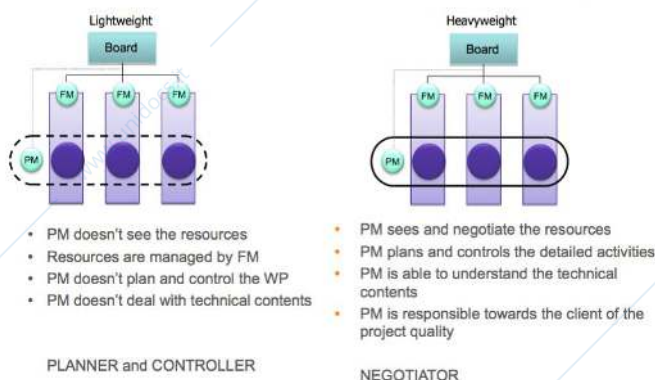 Lightweight
Board
FM FM FM
PM
• PM doesn't see the resources
• Resources are managed by FM
• PM doesn't plan and control the WP
• PM doesn't deal with technical contents
PLANNER and CONTROLLER
Heavyweight
Board
FM FM FM
PM
• PM sees and negotiate the resources
• PM plans and controls the detailed activities
• PM is able to understand the technical
contents
• PM is responsible towards the client of the
project quality
NEGOTIATOR